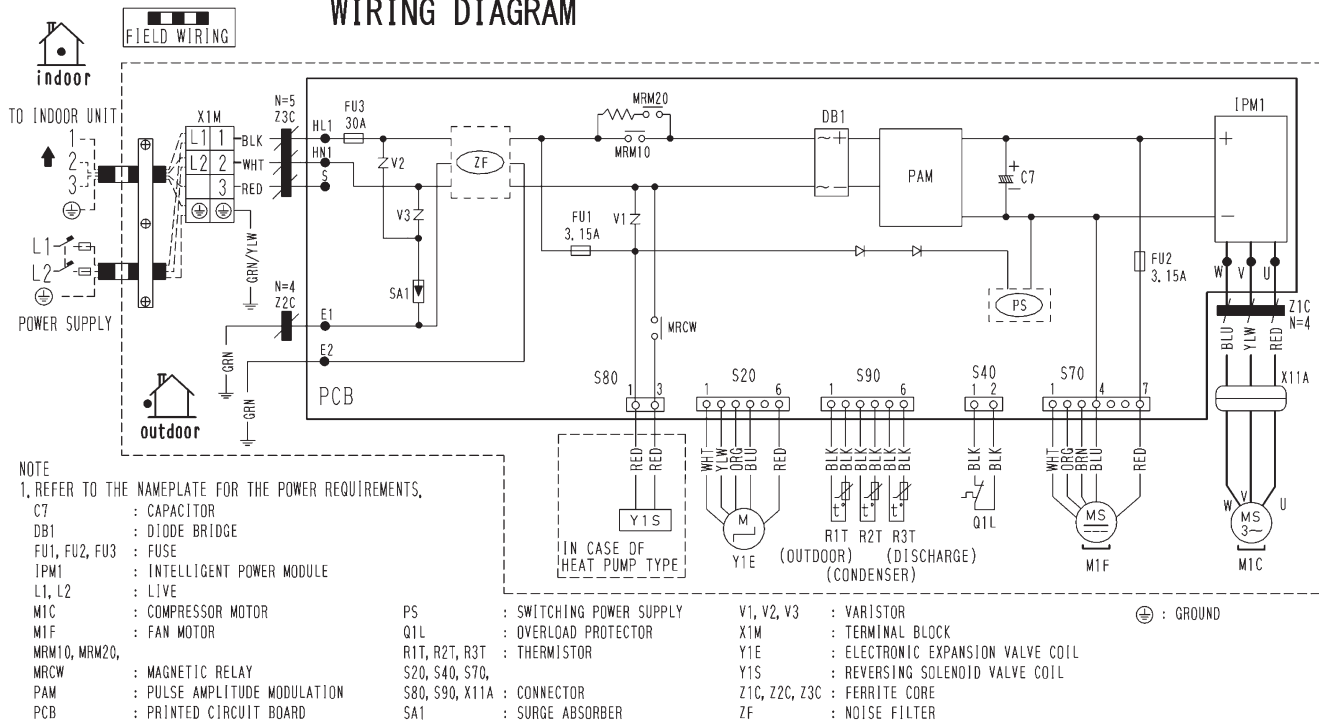 WIRING DIAGRAM
FIELD WIRING
indoor
TO INDOOR UNIT
1
2
3
L1
L2
POWER SUPPLY
outdoor
X1M
L1 1
L2 2
3
BLK
WHT
RED
GRN/YLW
N=5
Z3C
N=4
Z2C
GRN
GRN
HL1
HN1
S
E1
E2
PCB
FU3
30A
V2
V3
SA1
ZF
MRM20
MRM10
FU1
3.15A
V1
MRCW
DB1
~ +
~ −
PAM
+
−
C7
PS
FU2
3.15A
IPM1
+
−
W V U
Z1C
N=4
BLU
YLW
RED
X11A
W V U
MS
3~
M1C
S80
1 3
RED
RED
Y1S
IN CASE OF
HEAT PUMP TYPE
S20
1 6
WHT
YLW
ORG
BLU
RED
M
Y1E
S90
1 6
BLK
BLK
BLK
BLK
BLK
BLK
t° t° t°
R1T R2T R3T
(OUTDOOR) (DISCHARGE)
(CONDENSER)
S40
1 2
BLK
BLK
Q1L
S70
1 4 7
WHT
ORG
BRN
BLU
RED
MS
M1F
NOTE
1. REFER TO THE NAMEPLATE FOR THE POWER REQUIREMENTS.
C7 : CAPACITOR
DB1 : DIODE BRIDGE
FU1, FU2, FU3 : FUSE
IPM1 : INTELLIGENT POWER MODULE
L1, L2 : LIVE
M1C : COMPRESSOR MOTOR
M1F : FAN MOTOR
MRM10, MRM20,
MRCW : MAGNETIC RELAY
PAM : PULSE AMPLITUDE MODULATION
PCB : PRINTED CIRCUIT BOARD
PS : SWITCHING POWER SUPPLY
Q1L : OVERLOAD PROTECTOR
R1T, R2T, R3T : THERMISTOR
S20, S40, S70,
S80, S90, X11A : CONNECTOR
SA1 : SURGE ABSORBER
V1, V2, V3 : VARISTOR
X1M : TERMINAL BLOCK
Y1E : ELECTRONIC EXPANSION VALVE COIL
Y1S : REVERSING SOLENOID VALVE COIL
Z1C, Z2C, Z3C : FERRITE CORE
ZF : NOISE FILTER
: GROUND